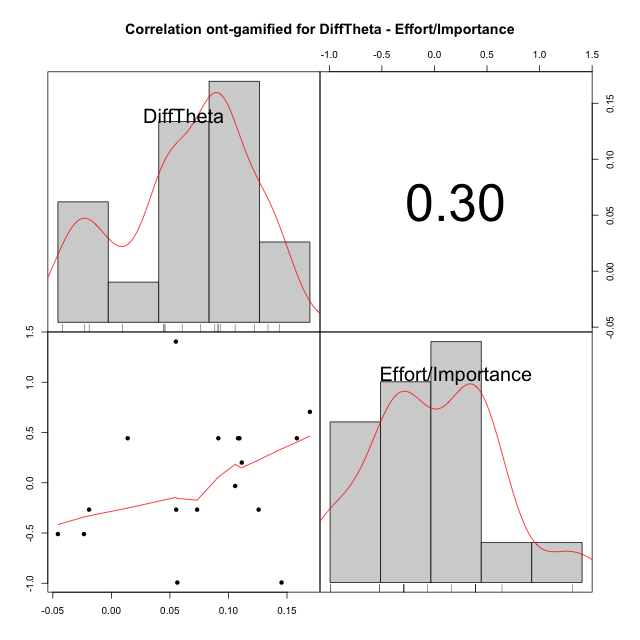 Correlation ont-gamified for DiffTheta - Effort/Importance
-1.0 -0.5 0.0 0.5 1.0 1.5
DiffTheta
0.30
0.15
0.10
0.05
0.00
-0.05
1.5
1.0
0.5
0.0
-0.5
-1.0
Effort/Importance
-0.05 0.00 0.05 0.10 0.15